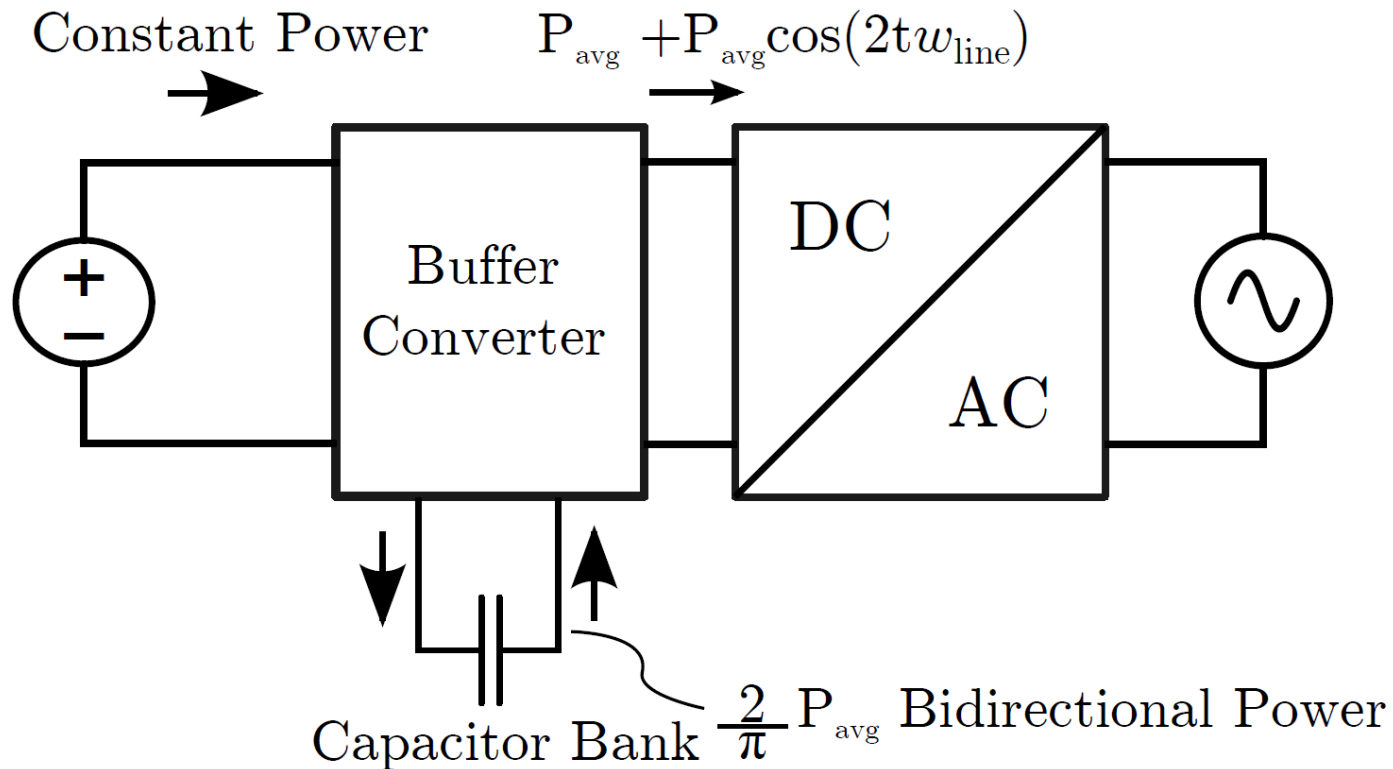 Constant Power
P_avg +P_avg cos(2tw_line)
Buffer
Converter
DC
AC
+
−
Capacitor Bank
2/π P_avg Bidirectional Power